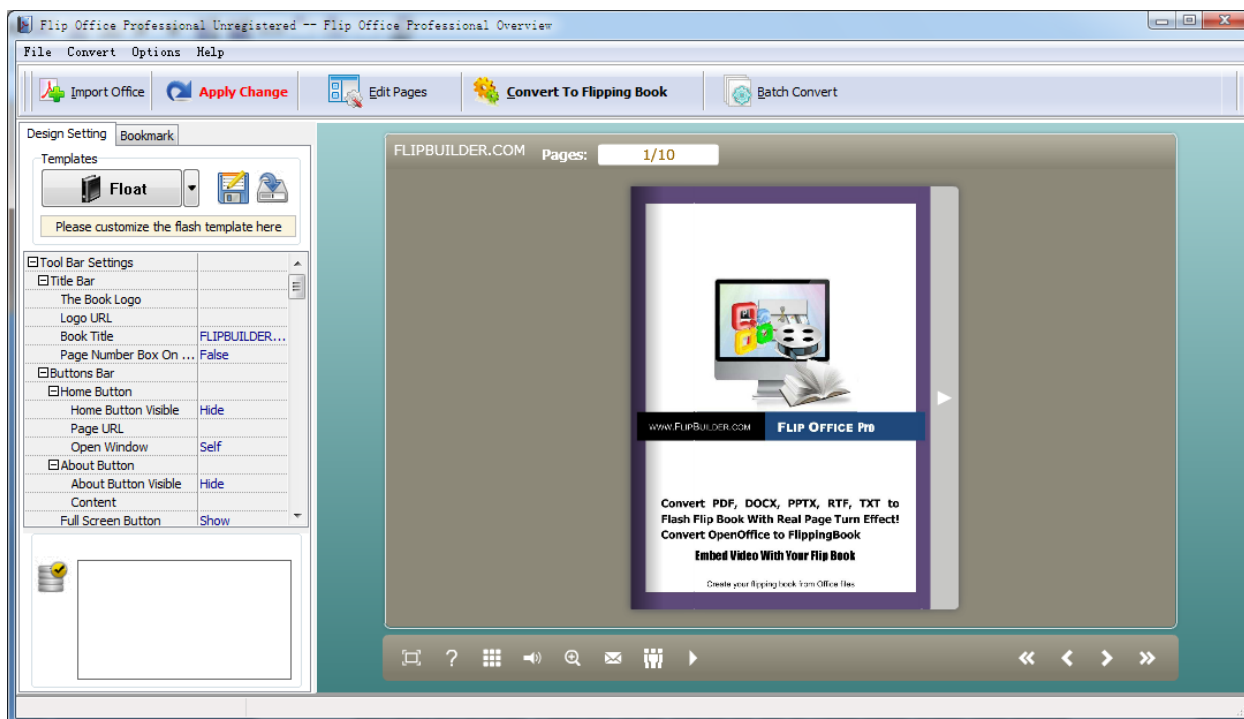 Flip Office Professional Unregistered -- Flip Office Professional Overview
File Convert Options Help
Import Office Apply Change Edit Pages Convert To Flipping Book Batch Convert
Design Setting Bookmark
Templates
Float
Please customize the flash template here
Tool Bar Settings
Title Bar
The Book Logo
Logo URL
Book Title FLIPBUILDER...
Page Number Box On ... False
Buttons Bar
Home Button
Home Button Visible Hide
Page URL
Open Window Self
About Button
About Button Visible Hide
Content
Full Screen Button Show
FLIPBUILDER.COM Pages: 1/10
www.FlipBuilder.com Flip Office Pro
Convert PDF, DOCX, PPTX, RTF, TXT to
Flash Flip Book With Real Page Turn Effect!
Convert OpenOffice to FlippingBook
Embed Video With Your Flip Book
Create your flipping book from Office files